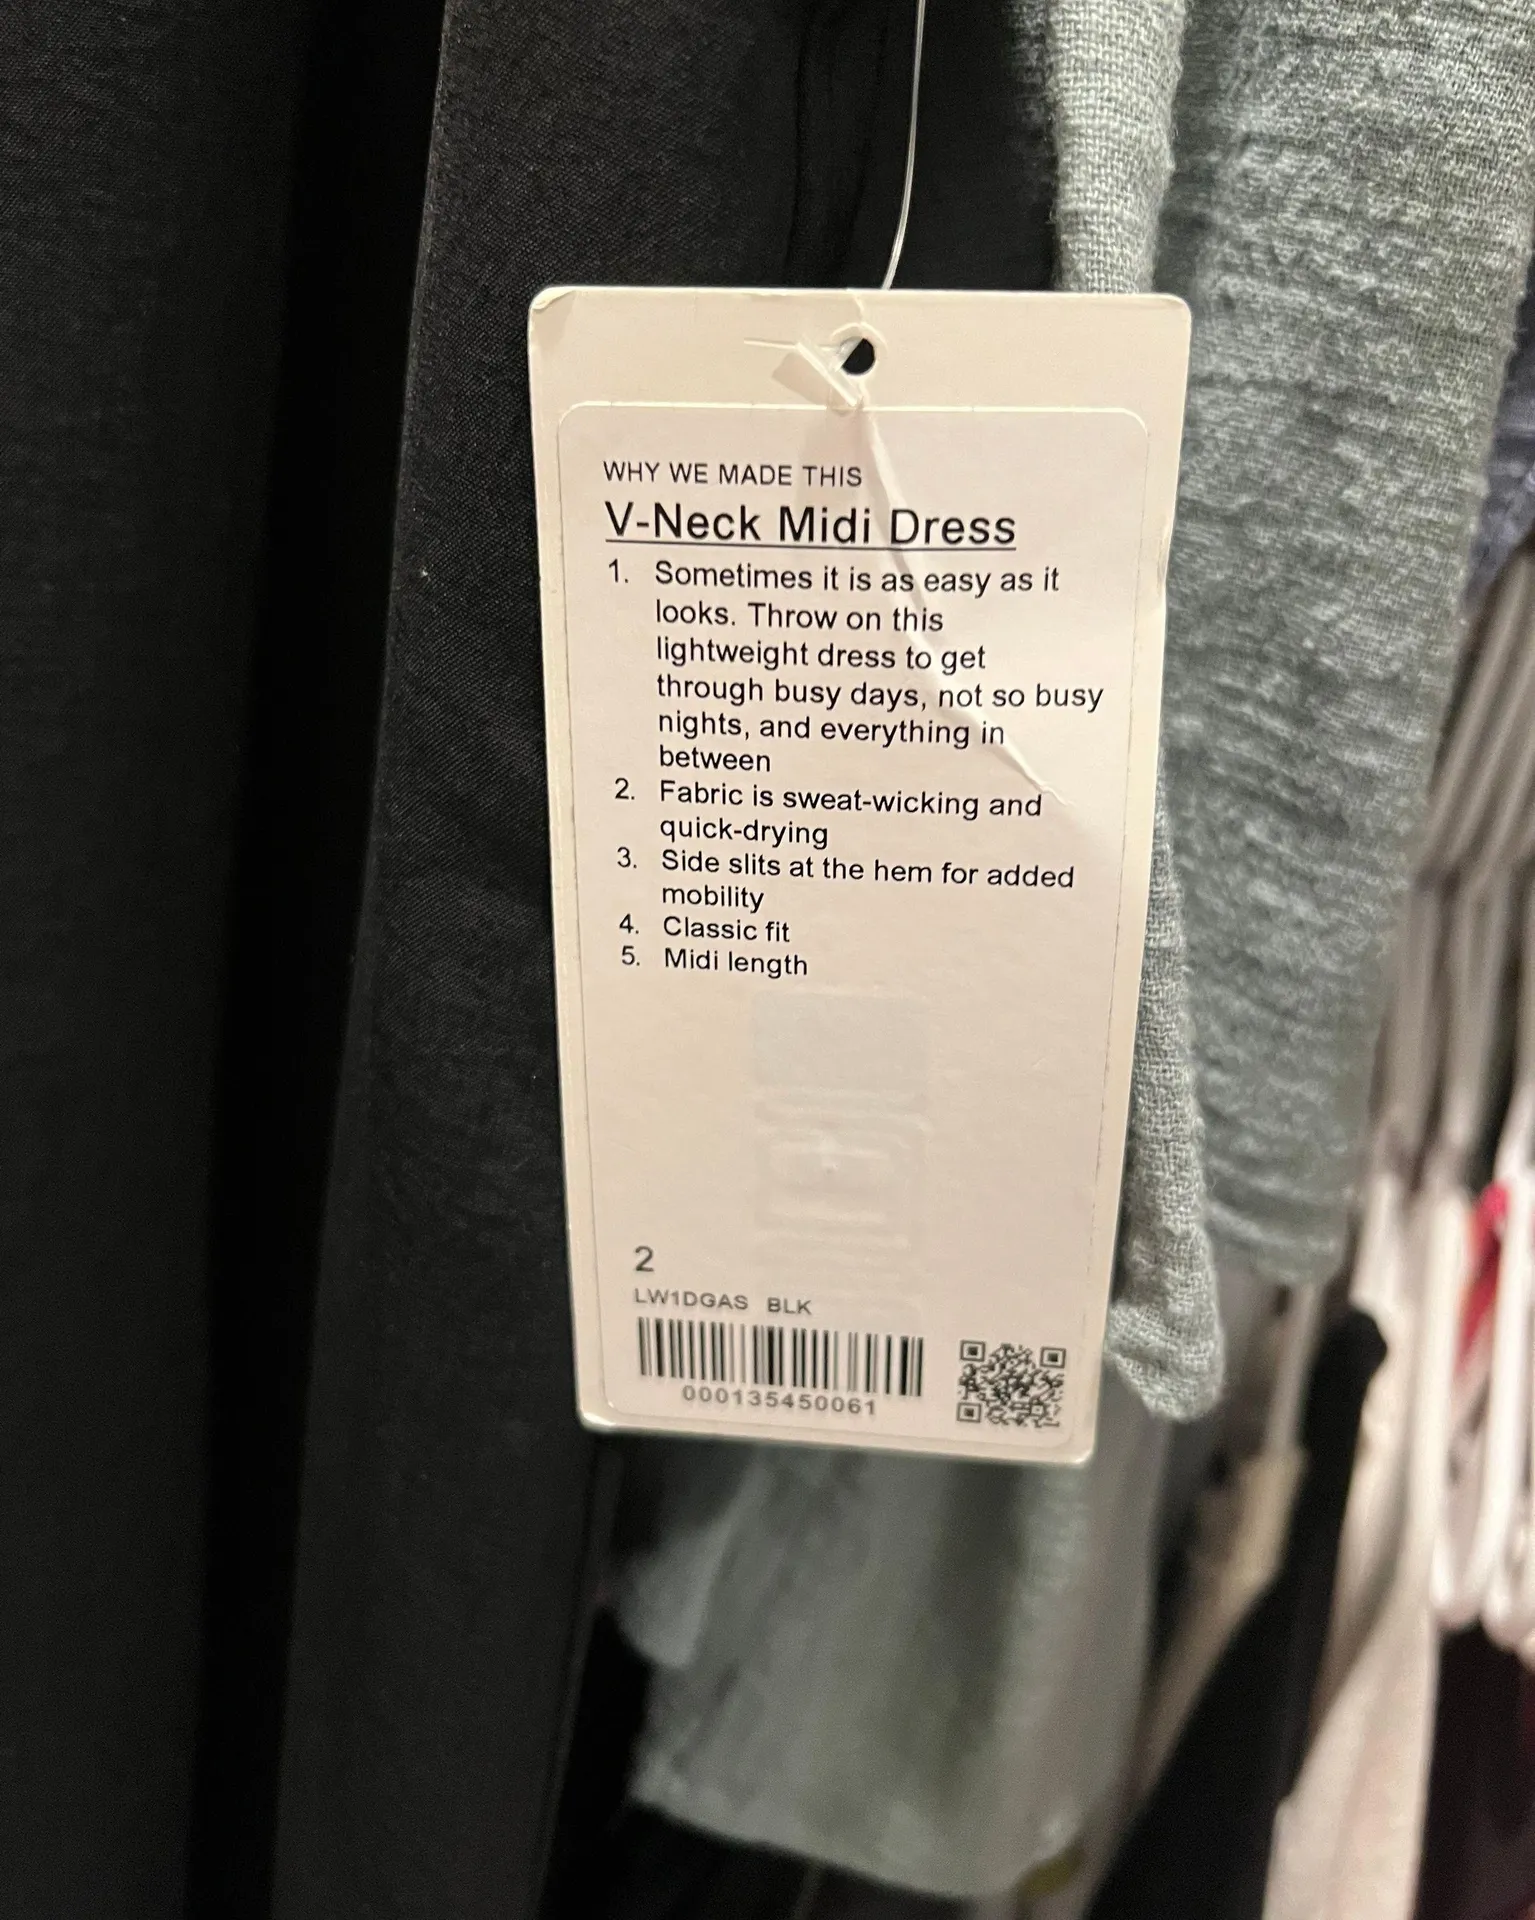 WHY WE MADE THIS
V-Neck Midi Dress
1. Sometimes it is as easy as it
looks. Throw on this
lightweight dress to get
through busy days, not so busy
nights, and everything in
between
2. Fabric is sweat-wicking and
quick-drying
3. Side slits at the hem for added
mobility
4. Classic fit
5. Midi length
2
LW1DGAS BLK
000135450061